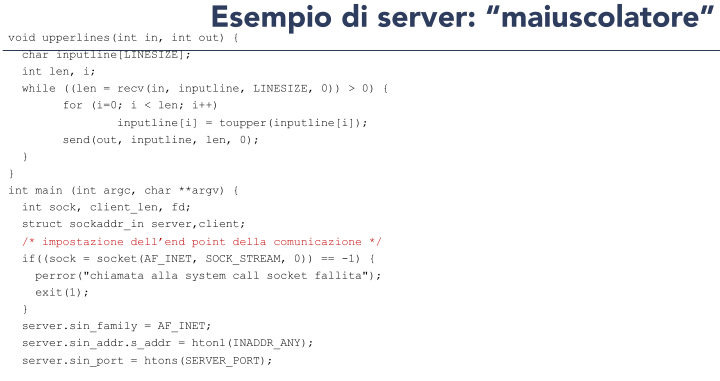 Esempio di server: “maiuscolatore”
void upperlines(int in, int out) {
char inputline[LINESIZE];
int len, i;
while ((len = recv(in, inputline, LINESIZE, 0)) > 0) {
for (i=0; i < len; i++)
inputline[i] = toupper(inputline[i]);
send(out, inputline, len, 0);
}
}
int main (int argc, char **argv) {
int sock, client_len, fd;
struct sockaddr_in server,client;
/* impostazione dell’end point della comunicazione */
if((sock = socket(AF_INET, SOCK_STREAM, 0)) == -1) {
perror("chiamata alla system call socket fallita");
exit(1);
}
server.sin_family = AF_INET;
server.sin_addr.s_addr = htonl(INADDR_ANY);
server.sin_port = htons(SERVER_PORT);